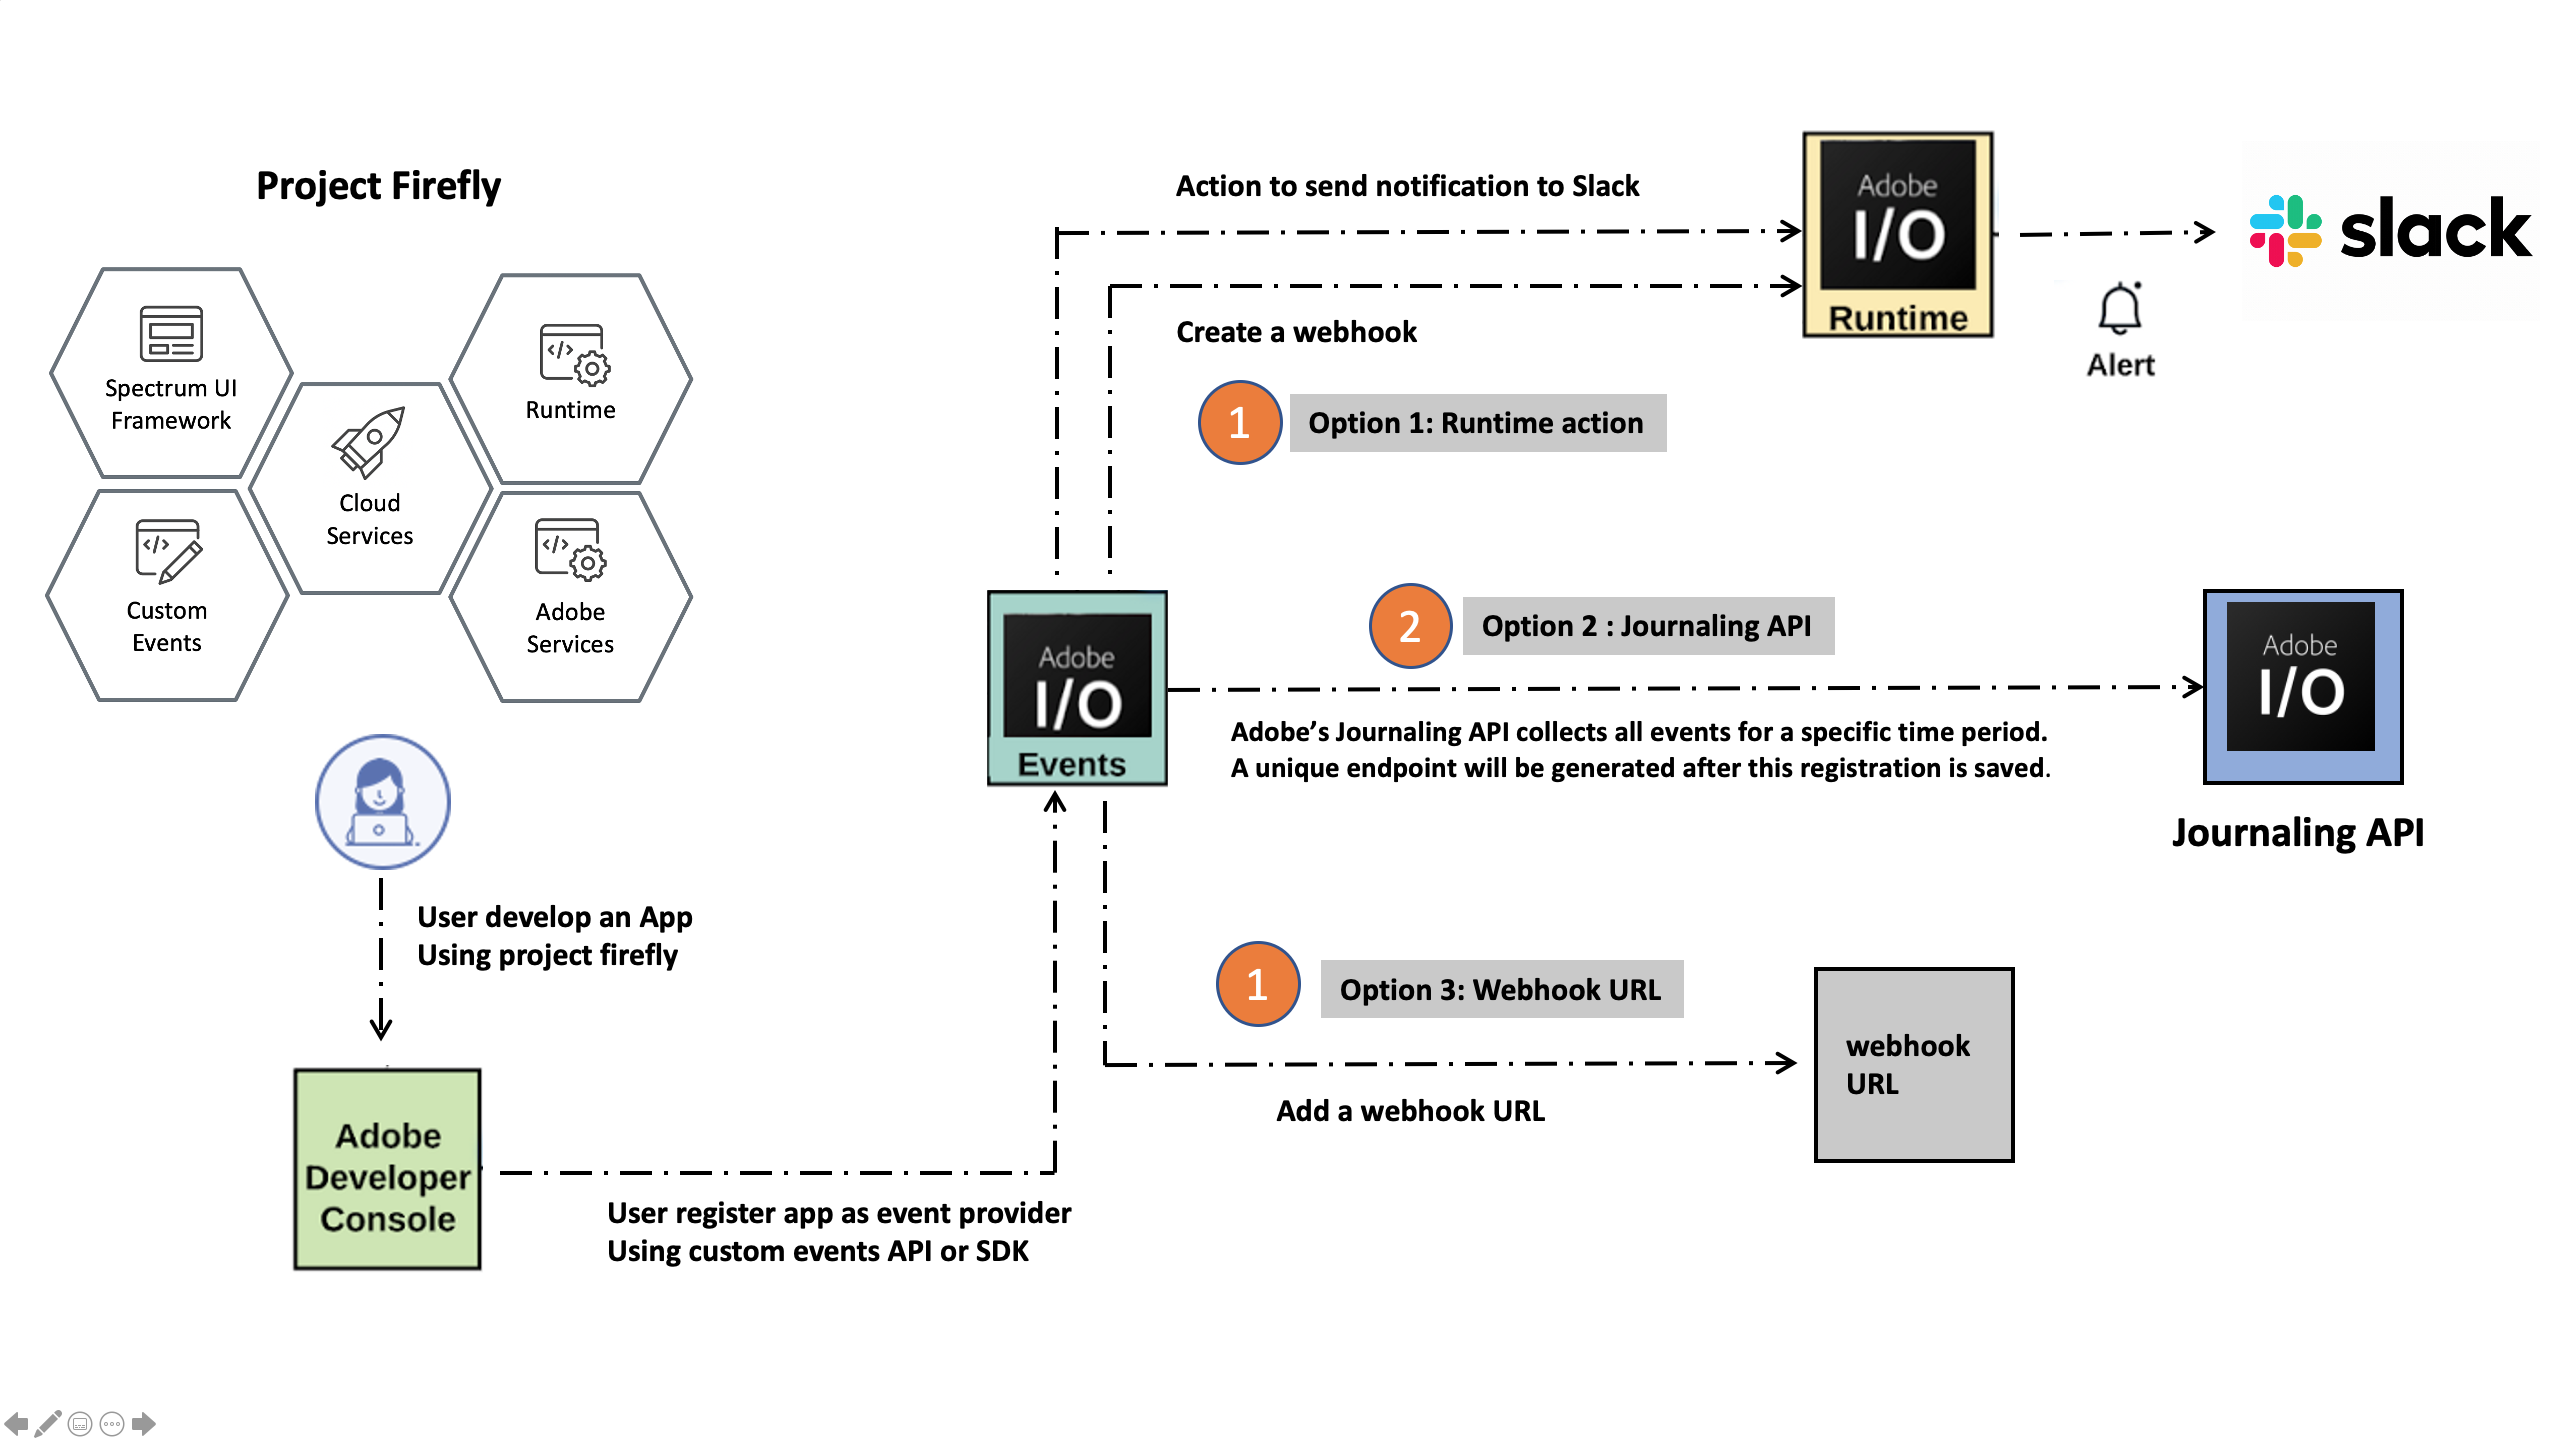 Project Firefly
Spectrum UI
Framework
Runtime
Cloud
Services
Custom
Events
Adobe
Services
User develop an App
Using project firefly
Adobe
Developer
Console
User register app as event provider
Using custom events API or SDK
Adobe
I/O
Events
Action to send notification to Slack
Create a webhook
1
Option 1: Runtime action
Adobe
I/O
Runtime
Alert
slack
2
Option 2 : Journaling API
Adobe's Journaling API collects all events for a specific time period.
A unique endpoint will be generated after this registration is saved.
Adobe
I/O
Journaling API
1
Option 3: Webhook URL
Add a webhook URL
webhook
URL